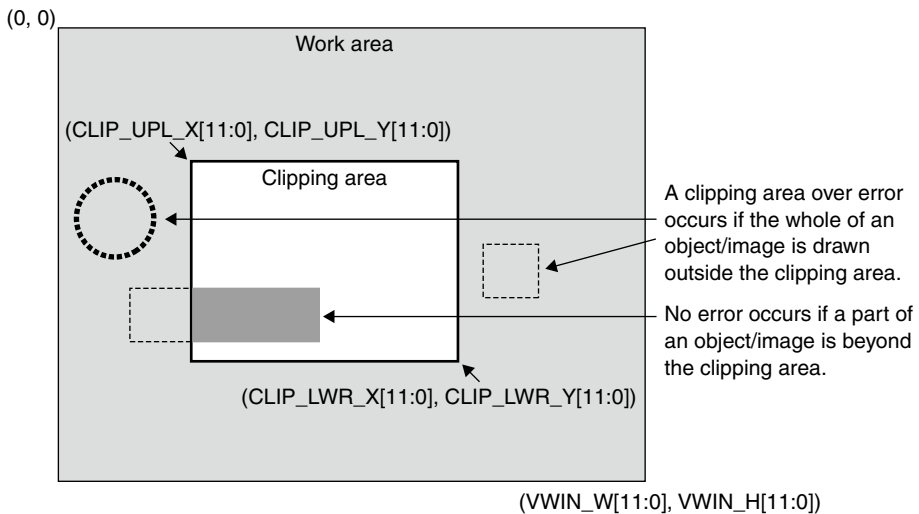 (0, 0)
Work area
(CLIP_UPL_X[11:0], CLIP_UPL_Y[11:0])
Clipping area
A clipping area over error
occurs if the whole of an
object/image is drawn
outside the clipping area.
No error occurs if a part of
an object/image is beyond
the clipping area.
(CLIP_LWR_X[11:0], CLIP_LWR_Y[11:0])
(VWIN_W[11:0], VWIN_H[11:0])